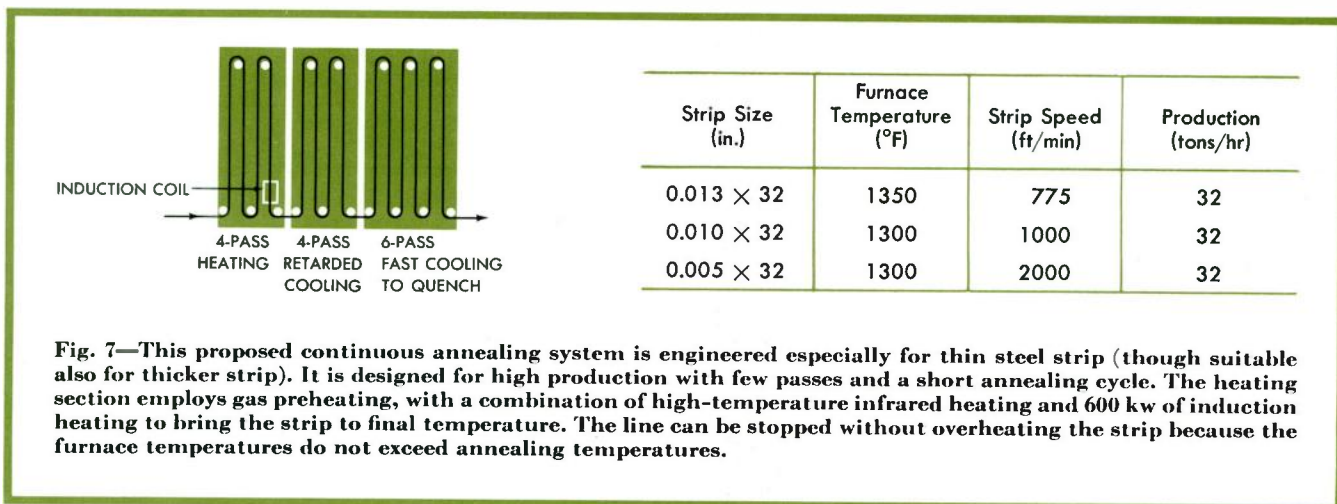 INDUCTION COIL
4-PASS
HEATING
4-PASS
RETARDED
COOLING
6-PASS
FAST COOLING
TO QUENCH
Strip Size
(in.)
Furnace
Temperature
(°F)
Strip Speed
(ft/min)
Production
(tons/hr)
0.013 × 32 1350 775 32
0.010 × 32 1300 1000 32
0.005 × 32 1300 2000 32
Fig. 7—This proposed continuous annealing system is engineered especially for thin steel strip (though suitable
also for thicker strip). It is designed for high production with few passes and a short annealing cycle. The heating
section employs gas preheating, with a combination of high-temperature infrared heating and 600 kw of induction
heating to bring the strip to final temperature. The line can be stopped without overheating the strip because the
furnace temperatures do not exceed annealing temperatures.